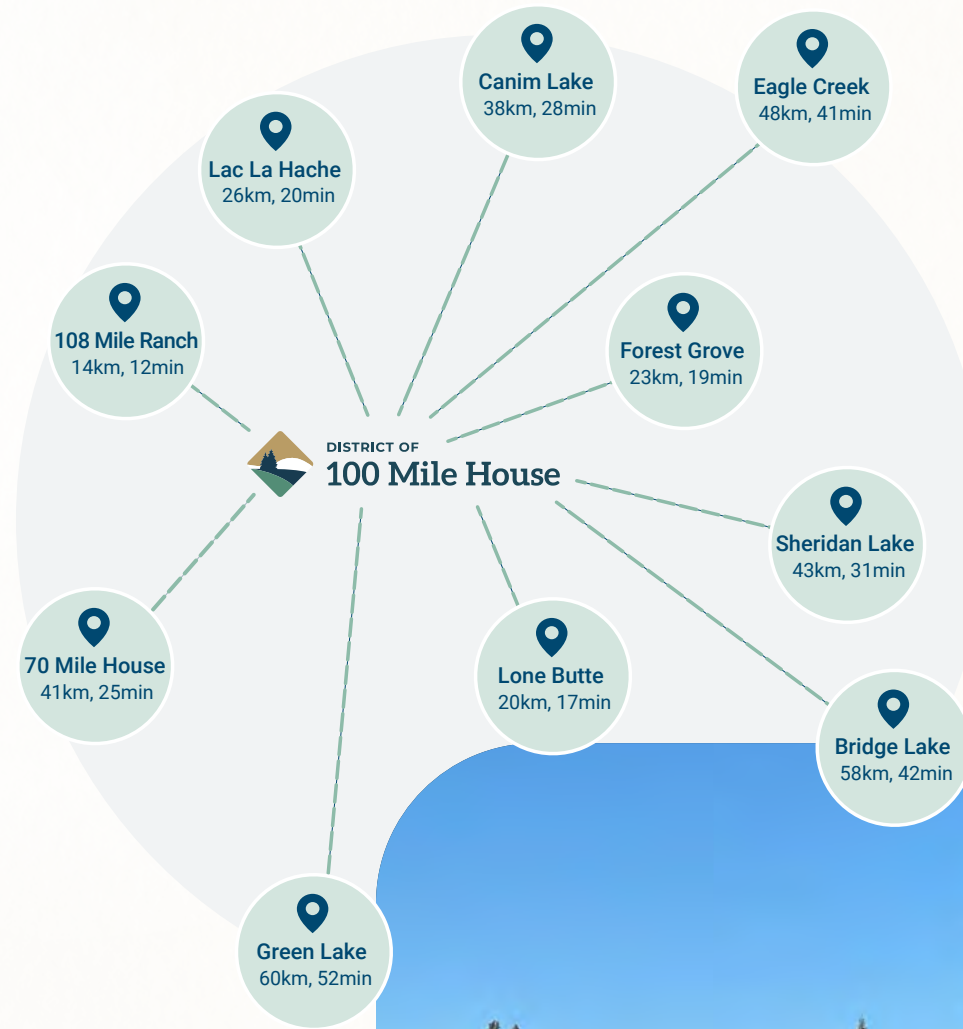 Canim Lake
38km, 28min
Eagle Creek
48km, 41min
Lac La Hache
26km, 20min
108 Mile Ranch
14km, 12min
Forest Grove
23km, 19min
DISTRICT OF
100 Mile House
Sheridan Lake
43km, 31min
70 Mile House
41km, 25min
Lone Butte
20km, 17min
Bridge Lake
58km, 42min
Green Lake
60km, 52min